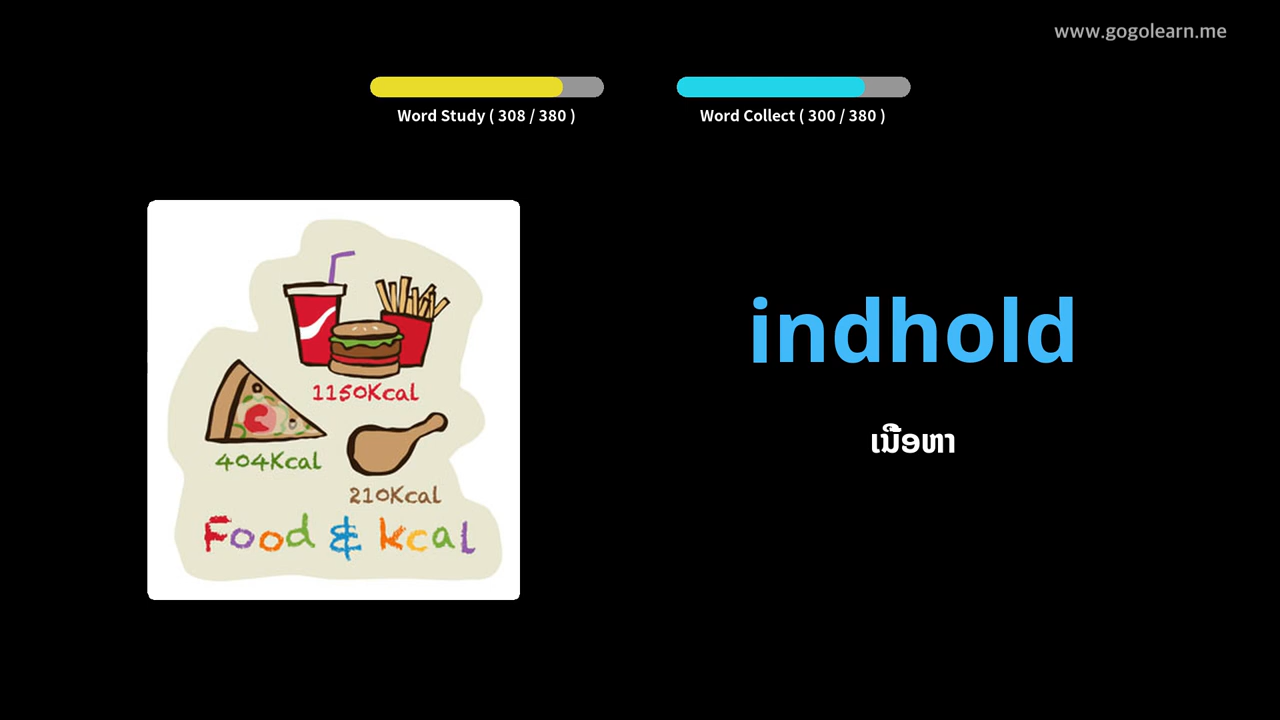 www.gogolearn.me
Word Study ( 308 / 380 )
Word Collect ( 300 / 380 )
1150Kcal
404Kcal
210Kcal
Food & kcal
indhold
ເນື້ອຫາ